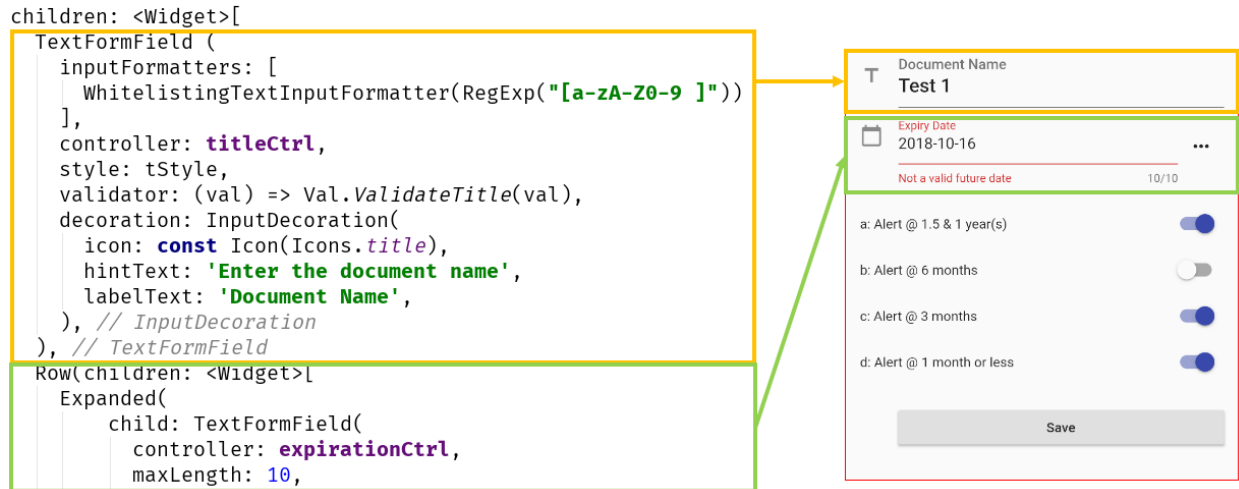 children: <Widget>[
TextFormField (
inputFormatters: [
WhitelistingTextInputFormatter(RegExp("[a-zA-Z0-9 ]"))
],
controller: titleCtrl,
style: tStyle,
validator: (val) => Val.ValidateTitle(val),
decoration: InputDecoration(
icon: const Icon(Icons.title),
hintText: 'Enter the document name',
labelText: 'Document Name',
), // InputDecoration
), // TextFormField
Row(children: <Widget>[
Expanded(
child: TextFormField(
controller: expirationCtrl,
maxLength: 10,
Document Name
Test 1
Expiry Date
2018-10-16
Not a valid future date 10/10
a: Alert @ 1.5 & 1 year(s)
b: Alert @ 6 months
c: Alert @ 3 months
d: Alert @ 1 month or less
Save